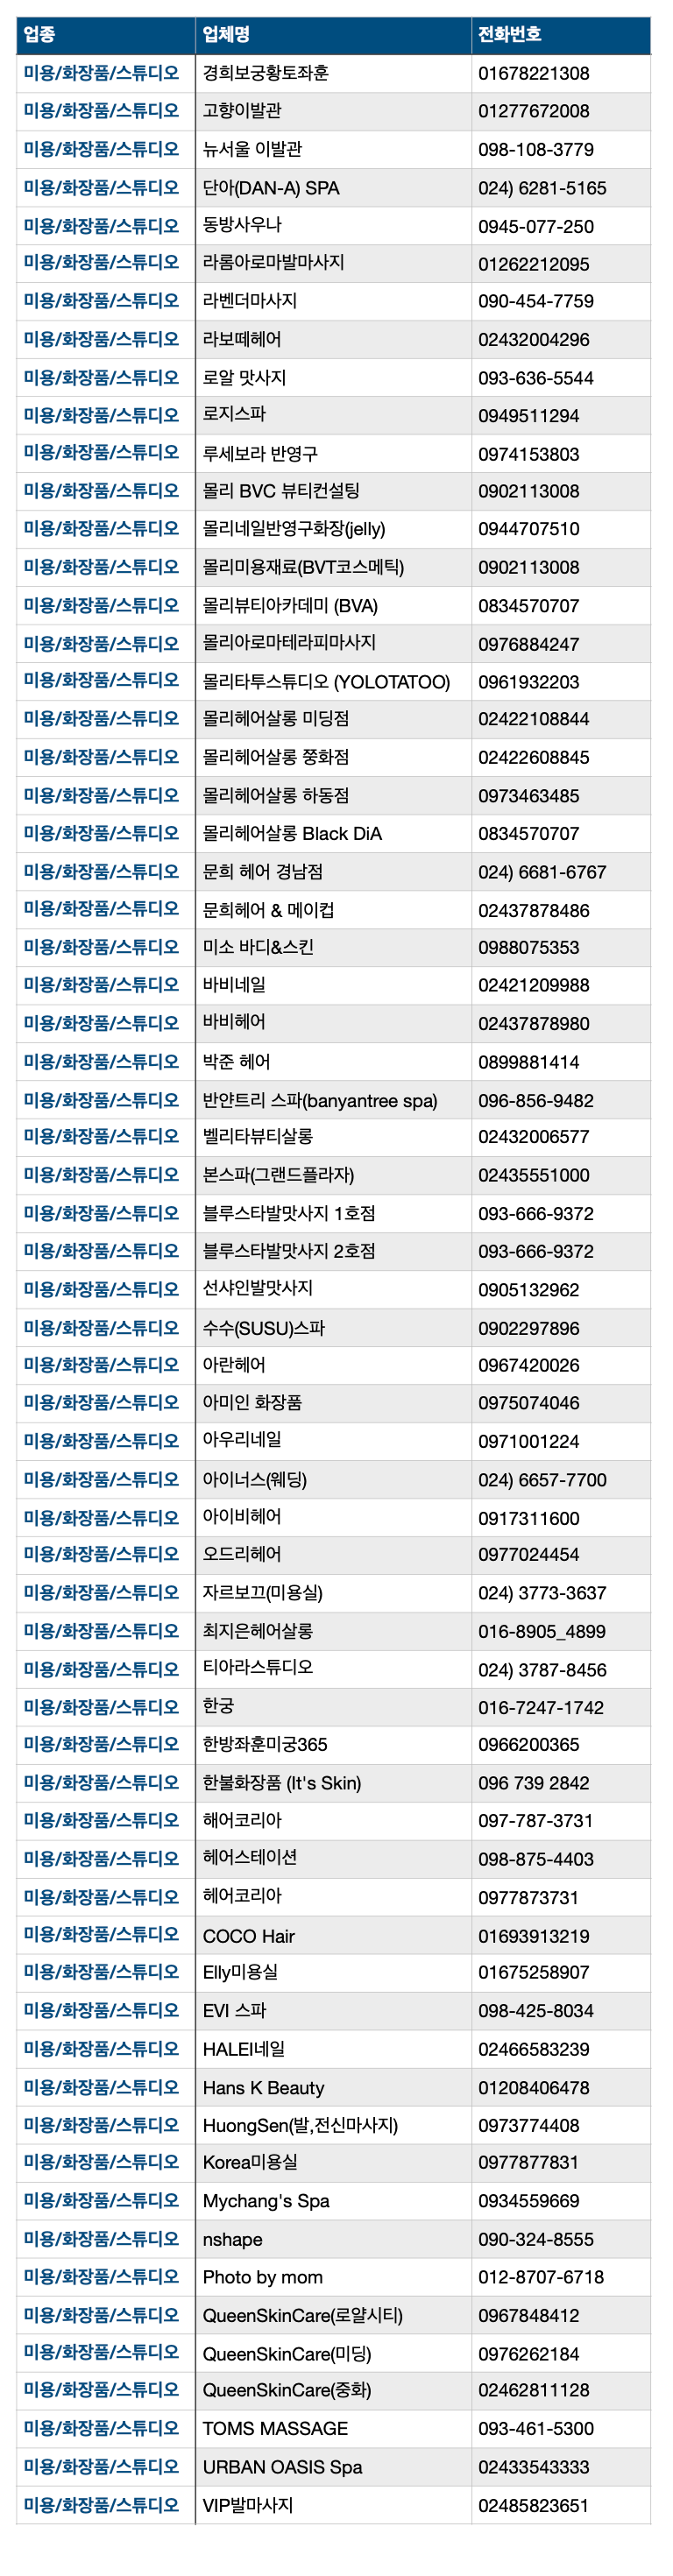 업종 업체명 전화번호
미용/화장품/스튜디오 경희보궁황토좌훈 01678221308
미용/화장품/스튜디오 고향이발관 01277672008
미용/화장품/스튜디오 뉴서울 이발관 098-108-3779
미용/화장품/스튜디오 단아(DAN-A) SPA 024) 6281-5165
미용/화장품/스튜디오 동방사우나 0945-077-250
미용/화장품/스튜디오 라롬아로마발마사지 01262212095
미용/화장품/스튜디오 라벤더마사지 090-454-7759
미용/화장품/스튜디오 라보떼헤어 02432004296
미용/화장품/스튜디오 로얄 맛사지 093-636-5544
미용/화장품/스튜디오 로지스파 0949511294
미용/화장품/스튜디오 루세보라 반영구 0974153803
미용/화장품/스튜디오 몰리 BVC 뷰티컨설팅 0902113008
미용/화장품/스튜디오 몰리네일반영구화장(jelly) 0944707510
미용/화장품/스튜디오 몰리미용재료(BVT코스메틱) 0902113008
미용/화장품/스튜디오 몰리뷰티아카데미 (BVA) 0834570707
미용/화장품/스튜디오 몰리아로마테라피마사지 0976884247
미용/화장품/스튜디오 몰리타투스튜디오 (YOLOTATOO) 0961932203
미용/화장품/스튜디오 몰리헤어살롱 미딩점 02422108844
미용/화장품/스튜디오 몰리헤어살롱 쭝화점 02422608845
미용/화장품/스튜디오 몰리헤어살롱 하동점 0973463485
미용/화장품/스튜디오 몰리헤어살롱 Black DiA 0834570707
미용/화장품/스튜디오 문희 헤어 경남점 024) 6681-6767
미용/화장품/스튜디오 문희헤어 & 메이컵 02437878486
미용/화장품/스튜디오 미소 바디&스킨 0988075353
미용/화장품/스튜디오 바비네일 02421209988
미용/화장품/스튜디오 바비헤어 02437878980
미용/화장품/스튜디오 박준 헤어 0899881414
미용/화장품/스튜디오 반얀트리 스파(banyantree spa) 096-856-9482
미용/화장품/스튜디오 벨리타뷰티살롱 02432006577
미용/화장품/스튜디오 본스파(그랜드플라자) 02435551000
미용/화장품/스튜디오 블루스타발맛사지 1호점 093-666-9372
미용/화장품/스튜디오 블루스타발맛사지 2호점 093-666-9372
미용/화장품/스튜디오 선샤인발맛사지 0905132962
미용/화장품/스튜디오 수수(SUSU)스파 0902297896
미용/화장품/스튜디오 아란헤어 0967420026
미용/화장품/스튜디오 아미인 화장품 0975074046
미용/화장품/스튜디오 아우리네일 0971001224
미용/화장품/스튜디오 아이너스(웨딩) 024) 6657-7700
미용/화장품/스튜디오 아이비헤어 0917311600
미용/화장품/스튜디오 오드리헤어 0977024454
미용/화장품/스튜디오 자르보끄(미용실) 024) 3773-3637
미용/화장품/스튜디오 최지은헤어살롱 016-8905_4899
미용/화장품/스튜디오 티아라스튜디오 024) 3787-8456
미용/화장품/스튜디오 한궁 016-7247-1742
미용/화장품/스튜디오 한방좌훈미궁365 0966200365
미용/화장품/스튜디오 한불화장품 (It's Skin) 096 739 2842
미용/화장품/스튜디오 해어코리아 097-787-3731
미용/화장품/스튜디오 헤어스테이션 098-875-4403
미용/화장품/스튜디오 헤어코리아 0977873731
미용/화장품/스튜디오 COCO Hair 01693913219
미용/화장품/스튜디오 Elly미용실 01675258907
미용/화장품/스튜디오 EVI 스파 098-425-8034
미용/화장품/스튜디오 HALEI네일 02466583239
미용/화장품/스튜디오 Hans K Beauty 01208406478
미용/화장품/스튜디오 HuongSen(발,전신마사지) 0973774408
미용/화장품/스튜디오 Korea미용실 0977877831
미용/화장품/스튜디오 Mychang's Spa 0934559669
미용/화장품/스튜디오 nshape 090-324-8555
미용/화장품/스튜디오 Photo by mom 012-8707-6718
미용/화장품/스튜디오 QueenSkinCare(로얄시티) 0967848412
미용/화장품/스튜디오 QueenSkinCare(미딩) 0976262184
미용/화장품/스튜디오 QueenSkinCare(중화) 02462811128
미용/화장품/스튜디오 TOMS MASSAGE 093-461-5300
미용/화장품/스튜디오 URBAN OASIS Spa 02433543333
미용/화장품/스튜디오 VIP발마사지 02485823651